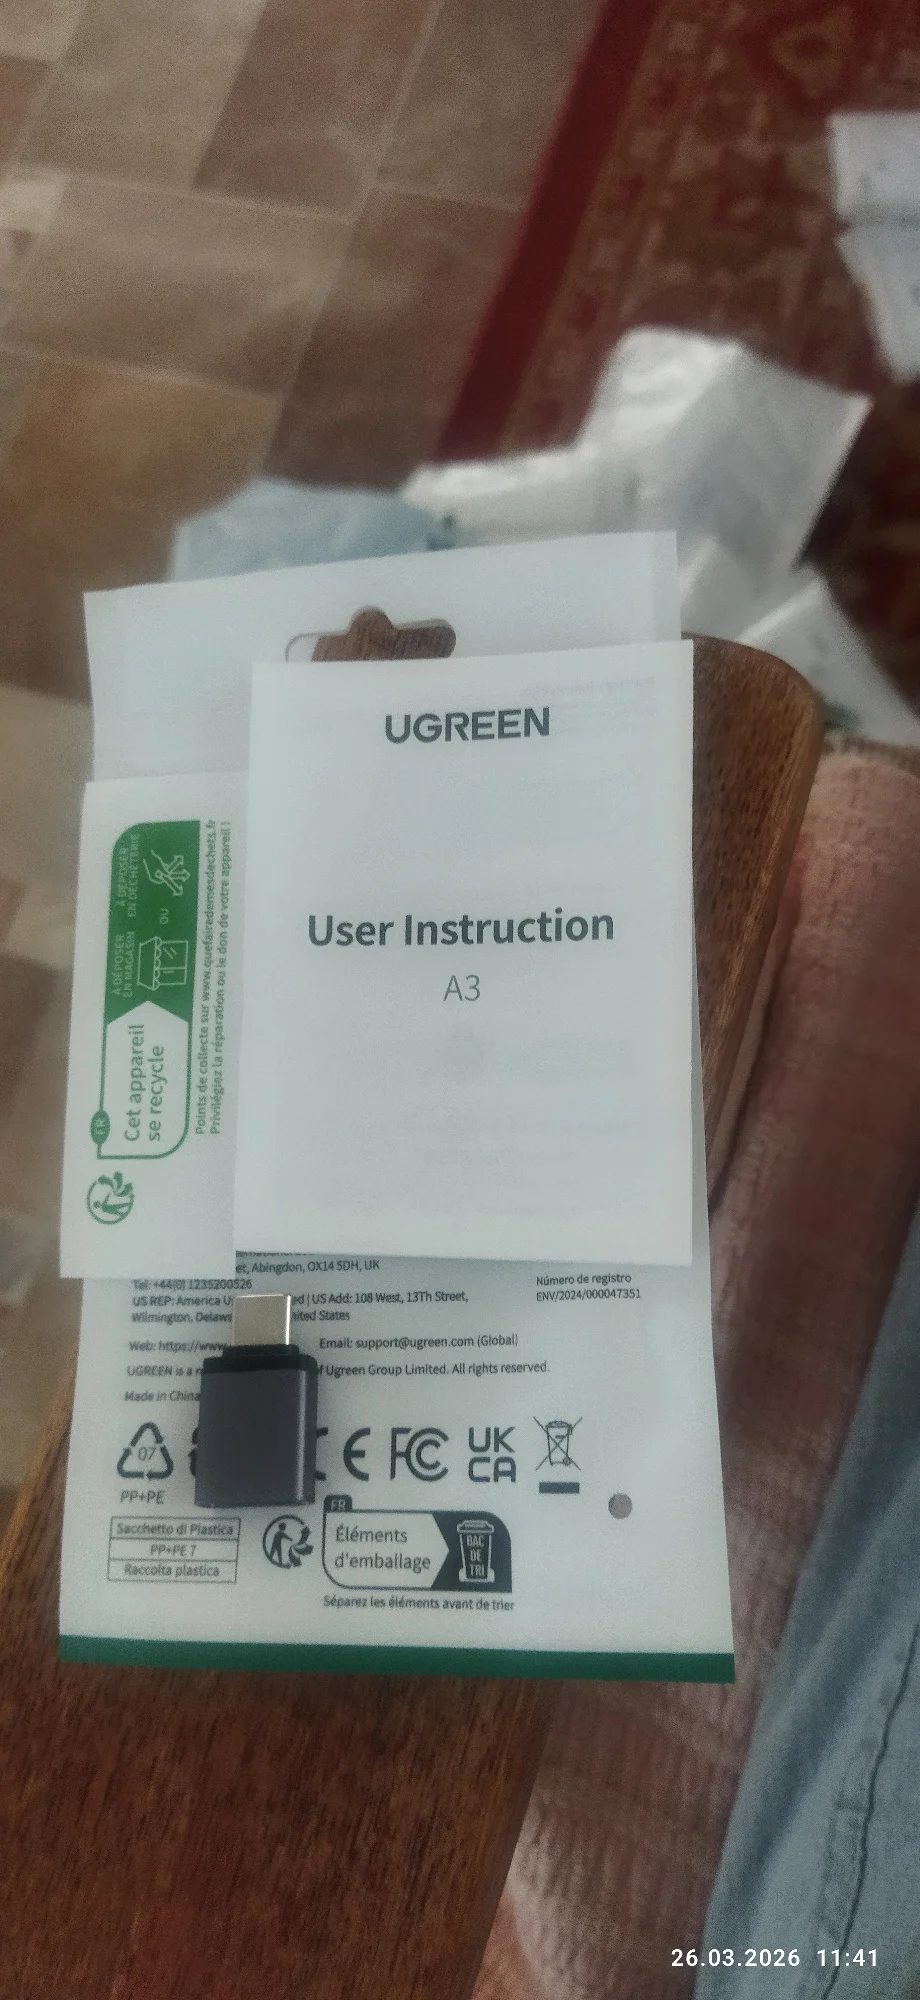 UGREEN
User Instruction
A3
À DÉPOSER
EN MAGASIN
OU
À DÉPOSER
EN DÉCHÈTERIE
FR
Cet appareil
se recycle
Points de collecte sur www.quefairedemesdechets.fr
Privilégiez la réparation ou le don de votre appareil !
et, Abingdon, OX14 5DH, UK
Tel: +44(0) 1235200526
US REP: America U ed | US Add: 108 West, 13Th Street,
Wilmington, Delaw ited States
Número de registro
ENV/2024/000047351
Web: https://www. Email: support@ugreen.com (Global)
UGREEN is a f Ugreen Group Limited. All rights reserved.
Made in China
07
PP+PE
CE FC UK
CA
Sacchetto di Plastica
PP+PE 7
Raccolta plastica
FR
Éléments
d'emballage
BAC
DE
TRI
Séparez les éléments avant de trier
26.03.2026 11:41